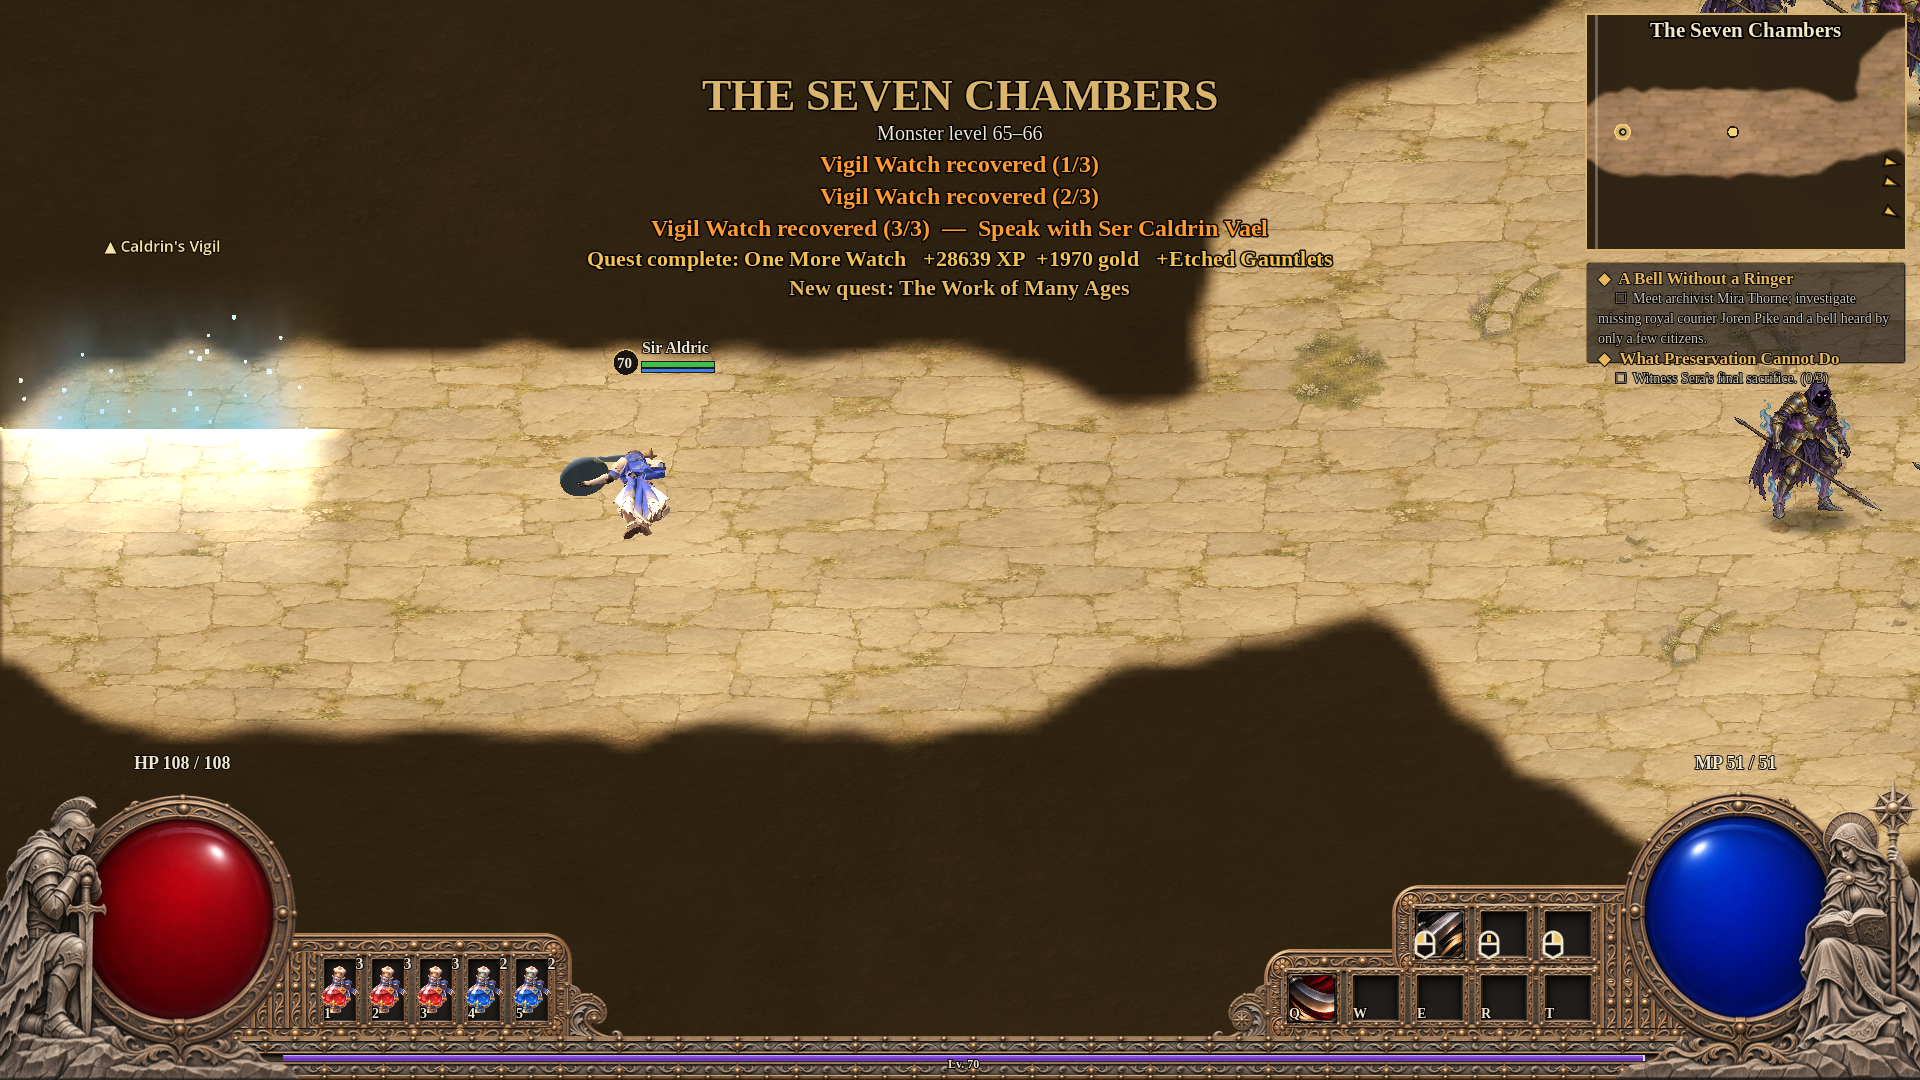 The Seven Chambers
THE SEVEN CHAMBERS
Monster level 65–66
Vigil Watch recovered (1/3)
Vigil Watch recovered (2/3)
Vigil Watch recovered (3/3) — Speak with Ser Caldrin Vael
Quest complete: One More Watch +28639 XP +1970 gold +Etched Gauntlets
New quest: The Work of Many Ages
▲ Caldrin's Vigil
◆ A Bell Without a Ringer
☐ Meet archivist Mira Thorne; investigate
missing royal courier Joren Pike and a bell heard by
only a few citizens.
◆ What Preservation Cannot Do
☐ Witness Sera's final sacrifice. (0/3)
Sir Aldric
70
HP 108 / 108
MP 51 / 51
3 3 3 2 2
1 2 3 4 5
Q W E R T
Lv. 70